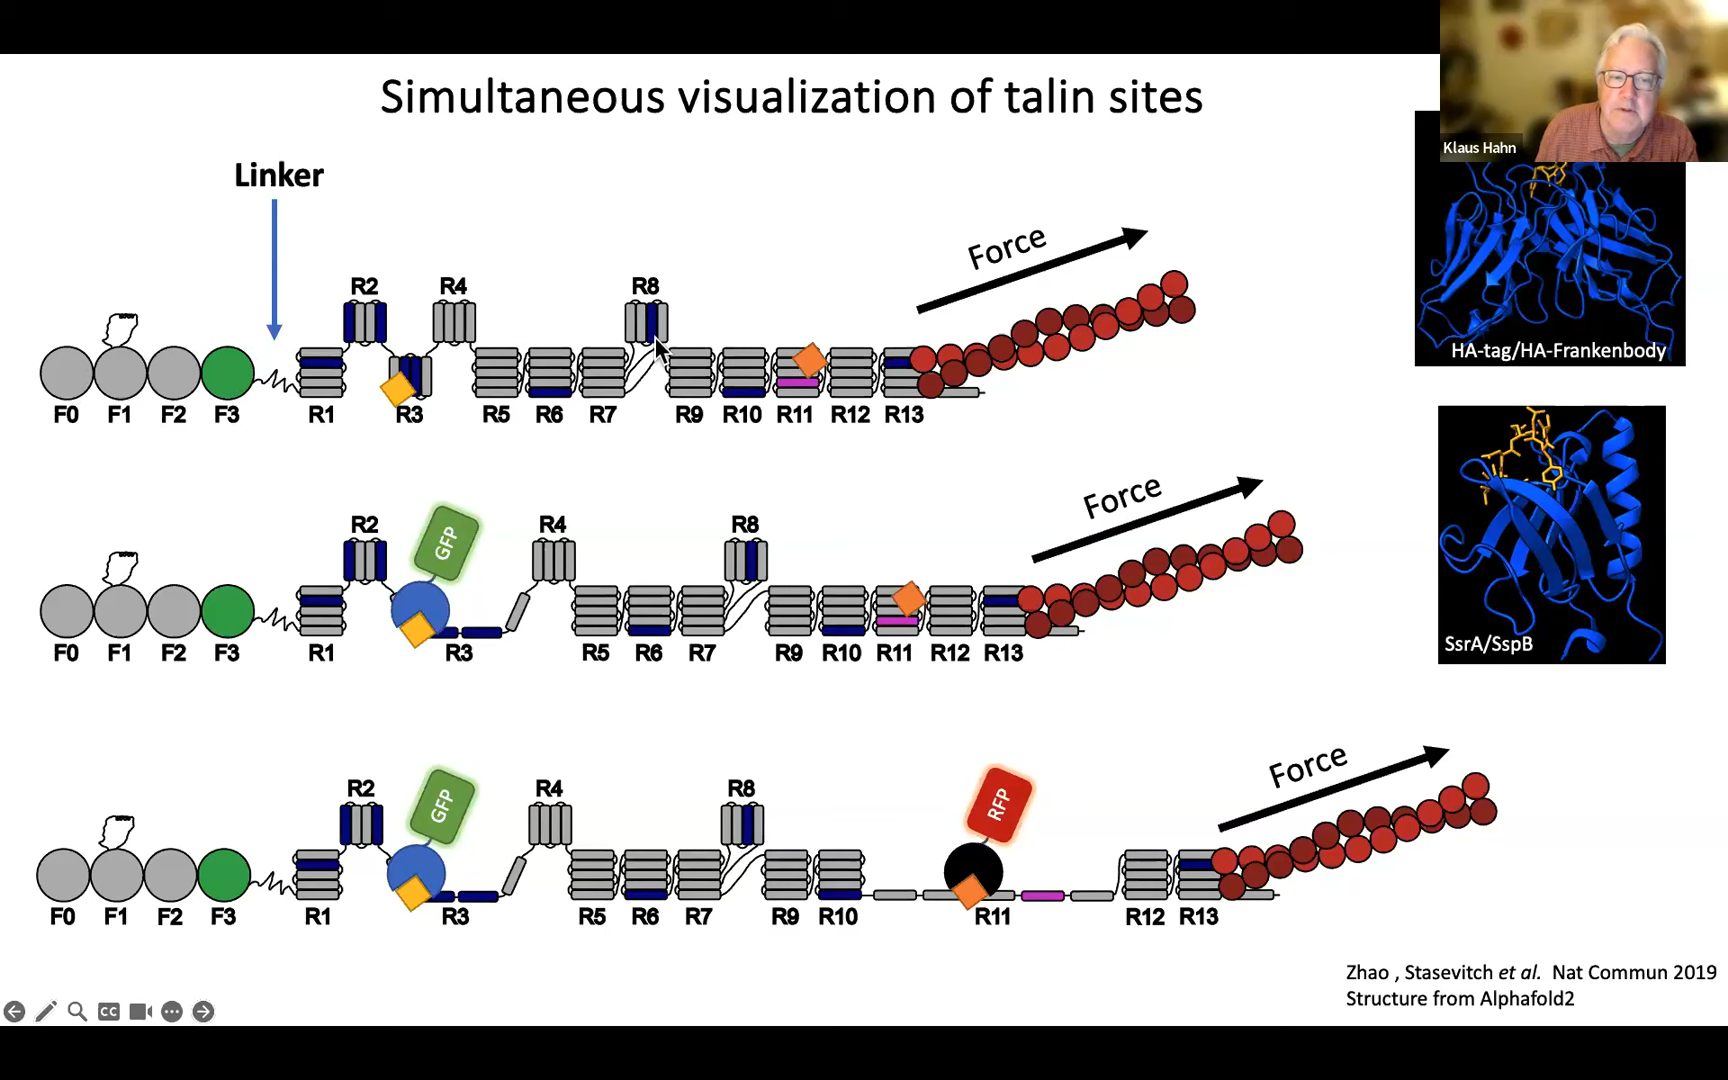 Simultaneous visualization of talin sites
Klaus Hahn
Linker
Force
R2
R4
R8
F0
F1
F2
F3
R1
R3
R5
R6
R7
R9
R10
R11
R12
R13
HA-tag/HA-Frankenbody
Force
R2
GFP
R4
R8
F0
F1
F2
F3
R1
R3
R5
R6
R7
R9
R10
R11
R12
R13
SsrA/SspB
Force
R2
GFP
R4
R8
RFP
F0
F1
F2
F3
R1
R3
R5
R6
R7
R9
R10
R11
R12
R13
Zhao , Stasevitch et al. Nat Commun 2019
Structure from Alphafold2
CC